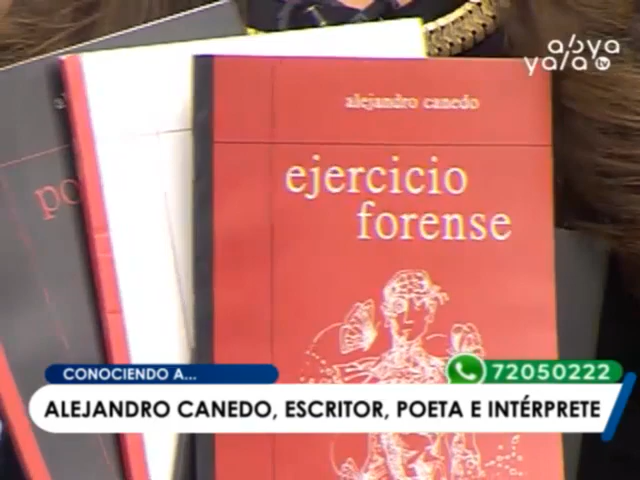 abya
yala tv
alejandro canedo
ejercicio
forense
po
CONOCIENDO A...
72050222
ALEJANDRO CANEDO, ESCRITOR, POETA E INTÉRPRETE